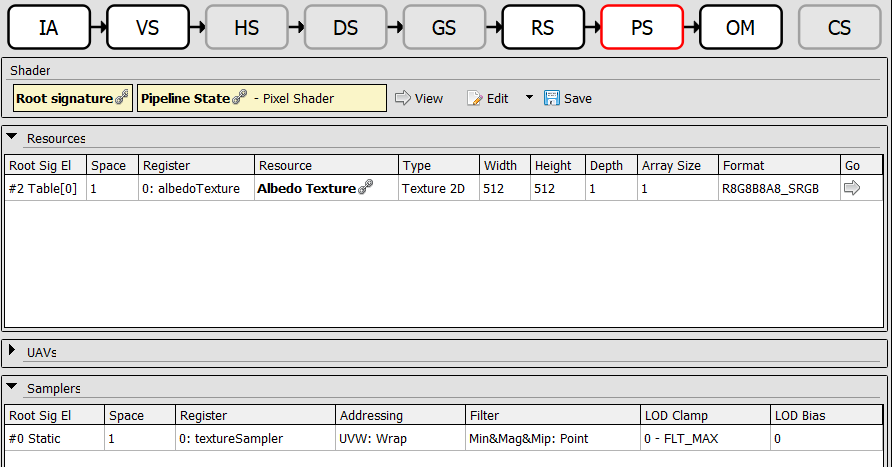 IA VS HS DS GS RS PS OM CS
Shader
Root signature Pipeline State - Pixel Shader View Edit Save
Resources
Root Sig El Space Register Resource Type Width Height Depth Array Size Format Go
#2 Table[0] 1 0: albedoTexture Albedo Texture Texture 2D 512 512 1 1 R8G8B8A8_SRGB
UAVs
Samplers
Root Sig El Space Register Addressing Filter LOD Clamp LOD Bias
#0 Static 1 0: textureSampler UVW: Wrap Min&Mag&Mip: Point 0 - FLT_MAX 0